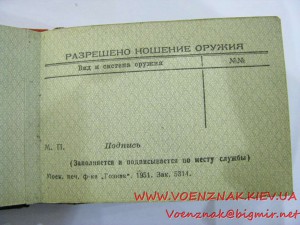 РАЗРЕШЕНО НОШЕНИЕ ОРУЖИЯ
Вид и система оружия №№
М. П. Подпись
(Заполняется и подписывается по месту службы)
Моск. печ. ф-ка „Гознак". 1951. Зак. 5814.
WWW.VOENZNAK.KIEV.UA
Voenznak@bigmir.net